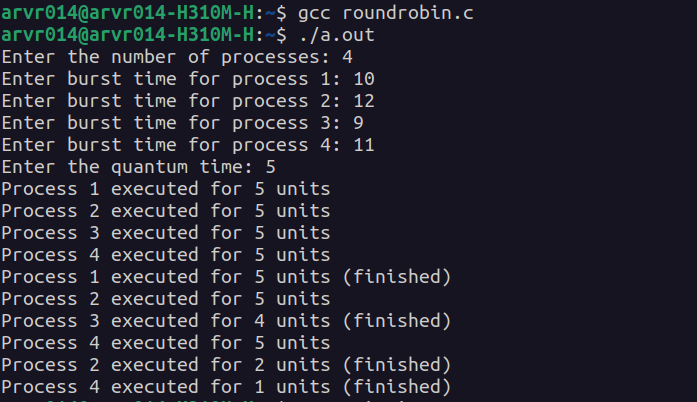 arvr014@arvr014-H310M-H:~$ gcc roundrobin.c
arvr014@arvr014-H310M-H:~$ ./a.out
Enter the number of processes: 4
Enter burst time for process 1: 10
Enter burst time for process 2: 12
Enter burst time for process 3: 9
Enter burst time for process 4: 11
Enter the quantum time: 5
Process 1 executed for 5 units
Process 2 executed for 5 units
Process 3 executed for 5 units
Process 4 executed for 5 units
Process 1 executed for 5 units (finished)
Process 2 executed for 5 units
Process 3 executed for 4 units (finished)
Process 4 executed for 5 units
Process 2 executed for 2 units (finished)
Process 4 executed for 1 units (finished)